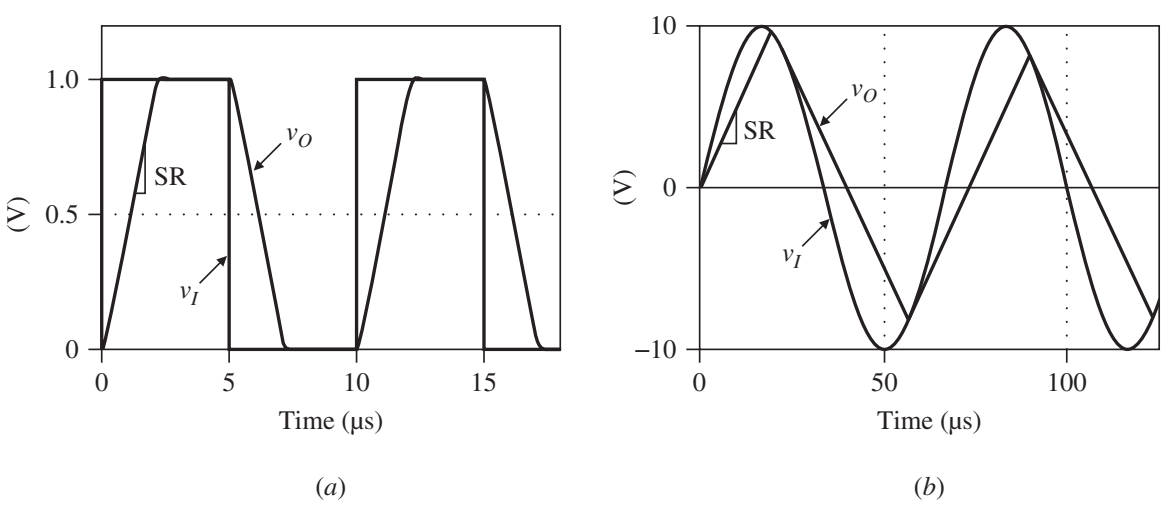 1.0
0.5
0
(V)
SR
v_O
v_I
0 5 10 15
Time (μs)
(a)
10
0
−10
(V)
SR
v_O
v_I
0 50 100
Time (μs)
(b)